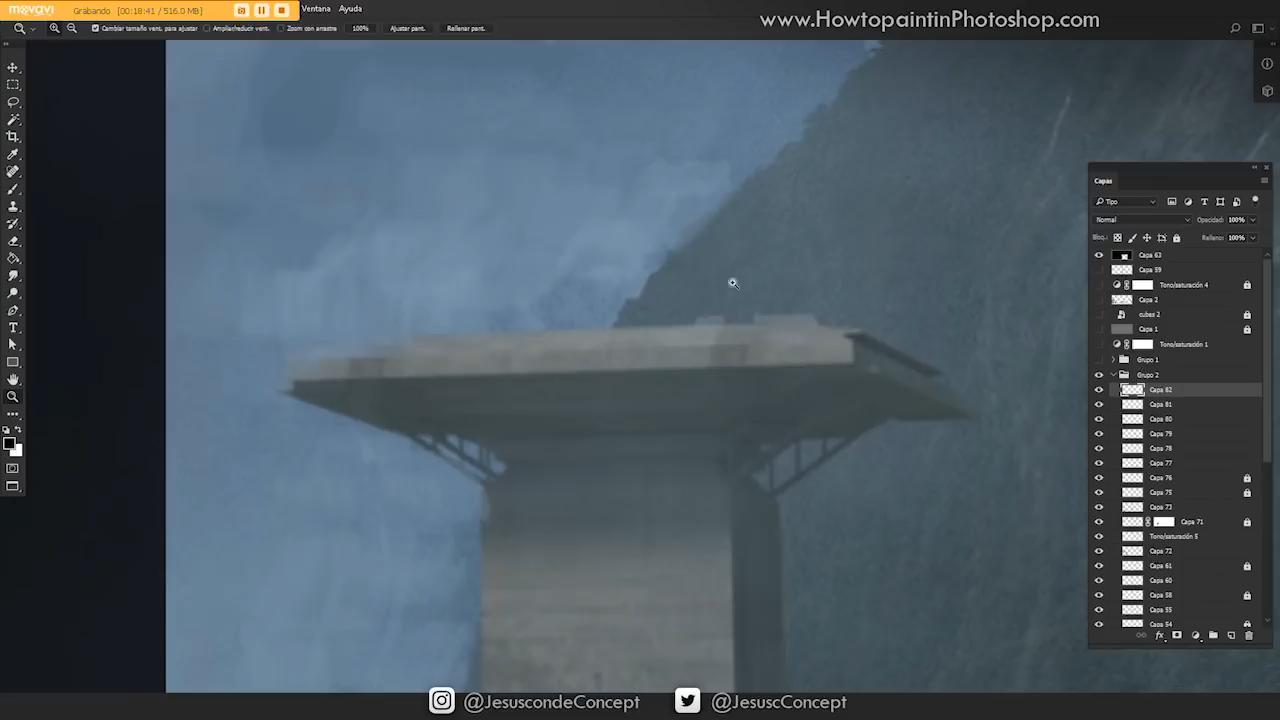 movavi
Grabando [00:18:41 / 516.0 MB]
Ventana Ayuda
www.HowtopaintinPhotoshop.com
Cambiar tamaño vent. para ajustar
Ampliar/reducir vent.
Zoom con arrastre
100%
Ajustar pant.
Rellenar pant.
Capas
Tipo
Normal
Opacidad: 100%
Bloq.:
Relleno: 100%
Capa 63
Capa 59
Tono/saturación 4
Capa 2
cubas 2
Capa 1
Tono/saturación 1
Grupo 1
Grupo 2
Capa 82
Capa 81
Capa 80
Capa 79
Capa 78
Capa 77
Capa 76
Capa 75
Capa 73
Capa 71
Tono/saturación 5
Capa 72
Capa 61
Capa 60
Capa 58
Capa 55
Capa 54
fx
@JesuscondeConcept
@JesuscConcept